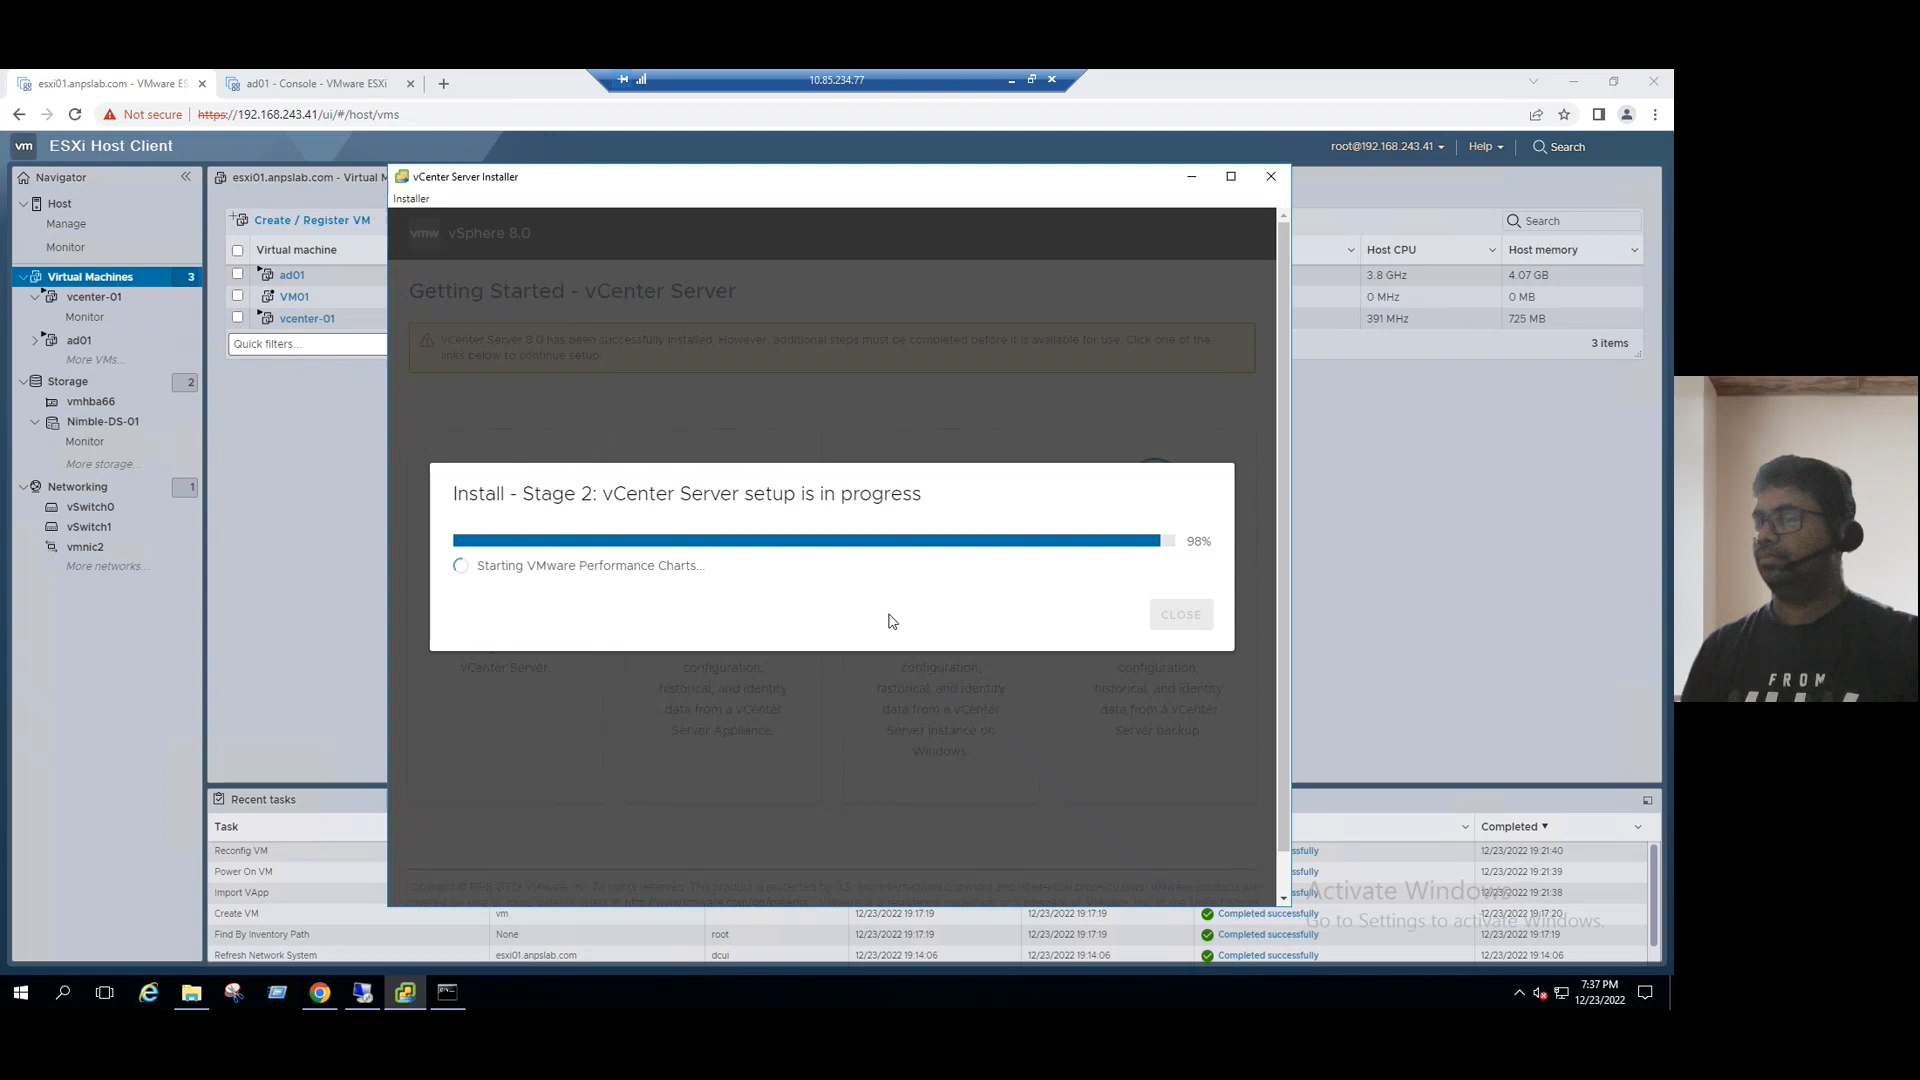 esxi01.anpslab.com - VMware ES
ad01 - Console - VMware ESXi
10.85.234.77
Not secure
https://192.168.243.41/ui/#/host/vms
vm
ESXi Host Client
root@192.168.243.41
Help
Search
Navigator
Host
Manage
Monitor
Virtual Machines
3
vcenter-01
Monitor
ad01
More VMs...
Storage
2
vmhba66
Nimble-DS-01
Monitor
More storage...
Networking
1
vSwitch0
vSwitch1
vmnic2
More networks...
esxi01.anpslab.com - Virtual M
Create / Register VM
Virtual machine
ad01
VM01
vcenter-01
Quick filters...
Search
Host CPU
Host memory
3.8 GHz
4.07 GB
0 MHz
0 MB
391 MHz
725 MB
3 items
vCenter Server Installer
Installer
vmw
vSphere 8.0
Getting Started - vCenter Server
vCenter Server 8.0 has been successfully installed. However, additional steps must be completed before it is available for use. Click one of the
links below to continue setup.
Install - Stage 2: vCenter Server setup is in progress
98%
Starting VMware Performance Charts...
CLOSE
vCenter Server
configuration,
historical, and identity
data from a vCenter
Server Appliance.
configuration,
historical, and identity
data from a vCenter
Server instance on
Windows.
configuration,
historical, and identity
data from a vCenter
Server backup.
Recent tasks
Task
Completed
Reconfig VM
ssfully
12/23/2022 19:21:40
Power On VM
ssfully
12/23/2022 19:21:39
Import VApp
ssfully
12/23/2022 19:21:38
Create VM
vm
12/23/2022 19:17:19
12/23/2022 19:17:19
Completed successfully
12/23/2022 19:17:20
Find By Inventory Path
None
root
12/23/2022 19:17:19
12/23/2022 19:17:19
Completed successfully
12/23/2022 19:17:19
Refresh Network System
esxi01.anpslab.com
dcui
12/23/2022 19:14:06
12/23/2022 19:14:06
Completed successfully
12/23/2022 19:14:06
Activate Windows
Go to Settings to activate Windows.
7:37 PM
12/23/2022
FROM